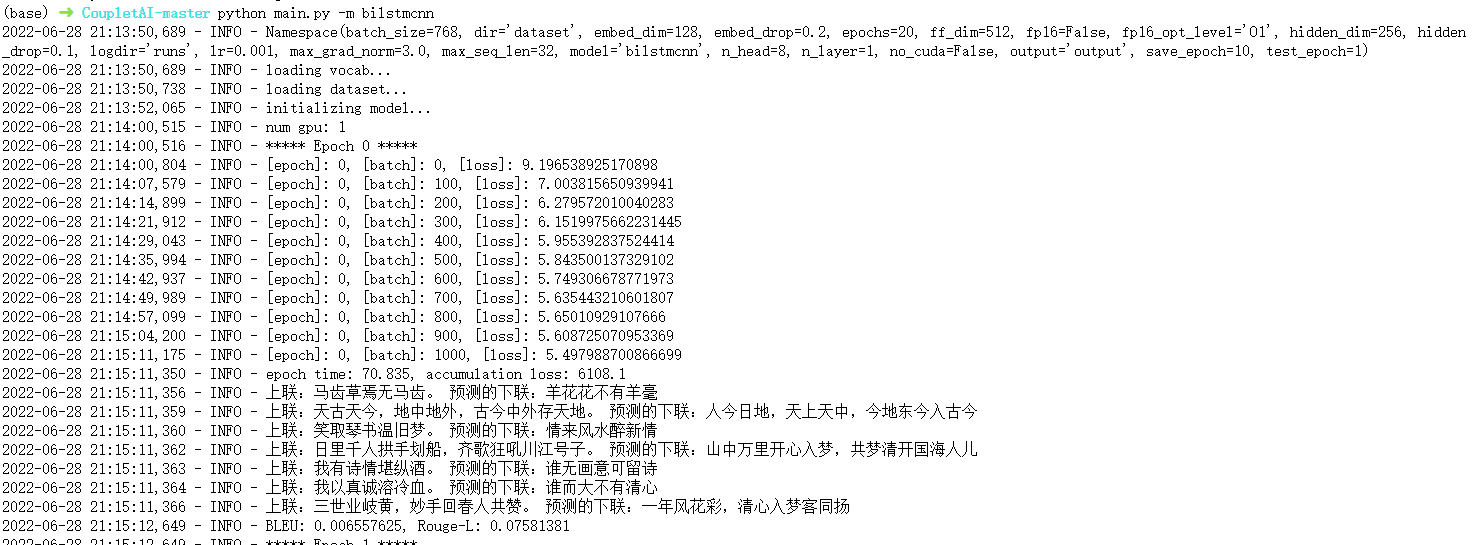 (base) ➜ CoupletAI-master python main.py -m bilstmcnn
2022-06-28 21:13:50,689 - INFO - Namespace(batch_size=768, dir='dataset', embed_dim=128, embed_drop=0.2, epochs=20, ff_dim=512, fp16=False, fp16_opt_level='O1', hidden_dim=256, hidden
_drop=0.1, logdir='runs', lr=0.001, max_grad_norm=3.0, max_seq_len=32, model='bilstmcnn', n_head=8, n_layer=1, no_cuda=False, output='output', save_epoch=10, test_epoch=1)
2022-06-28 21:13:50,689 - INFO - loading vocab...
2022-06-28 21:13:50,738 - INFO - loading dataset...
2022-06-28 21:13:52,065 - INFO - initializing model...
2022-06-28 21:14:00,515 - INFO - num gpu: 1
2022-06-28 21:14:00,516 - INFO - ***** Epoch 0 *****
2022-06-28 21:14:00,804 - INFO - [epoch]: 0, [batch]: 0, [loss]: 9.196538925170898
2022-06-28 21:14:07,579 - INFO - [epoch]: 0, [batch]: 100, [loss]: 7.003815650939941
2022-06-28 21:14:14,899 - INFO - [epoch]: 0, [batch]: 200, [loss]: 6.279572010040283
2022-06-28 21:14:21,912 - INFO - [epoch]: 0, [batch]: 300, [loss]: 6.1519975662231445
2022-06-28 21:14:29,043 - INFO - [epoch]: 0, [batch]: 400, [loss]: 5.955392837524414
2022-06-28 21:14:35,994 - INFO - [epoch]: 0, [batch]: 500, [loss]: 5.843500137329102
2022-06-28 21:14:42,937 - INFO - [epoch]: 0, [batch]: 600, [loss]: 5.749306678771973
2022-06-28 21:14:49,989 - INFO - [epoch]: 0, [batch]: 700, [loss]: 5.635443210601807
2022-06-28 21:14:57,099 - INFO - [epoch]: 0, [batch]: 800, [loss]: 5.65010929107666
2022-06-28 21:15:04,200 - INFO - [epoch]: 0, [batch]: 900, [loss]: 5.608725070953369
2022-06-28 21:15:11,175 - INFO - [epoch]: 0, [batch]: 1000, [loss]: 5.497988700866699
2022-06-28 21:15:11,350 - INFO - epoch time: 70.835, accumulation loss: 6108.1
2022-06-28 21:15:11,356 - INFO - 上联：马齿草焉无马齿。 预测的下联：羊花花不有羊毫
2022-06-28 21:15:11,359 - INFO - 上联：天古天今，地中地外，古今中外存天地。 预测的下联：人今日地，天上天中，今地东今入古今
2022-06-28 21:15:11,360 - INFO - 上联：笑取琴书温旧梦。 预测的下联：情来风水醉新情
2022-06-28 21:15:11,362 - INFO - 上联：日里千人拱手划船，齐歌狂吼川江号子。 预测的下联：山中万里开心入梦，共梦清开国海人儿
2022-06-28 21:15:11,363 - INFO - 上联：我有诗情堪纵酒。 预测的下联：谁无画意可留诗
2022-06-28 21:15:11,364 - INFO - 上联：我以真诚溶冷血。 预测的下联：谁而大不有清心
2022-06-28 21:15:11,366 - INFO - 上联：三世业岐黄，妙手回春人共赞。 预测的下联：一年风花彩，清心入梦客同扬
2022-06-28 21:15:12,649 - INFO - BLEU: 0.006557625, Rouge-L: 0.07581381
2022-06-28 21:15:12,649 - INFO - ***** Epoch 1 *****